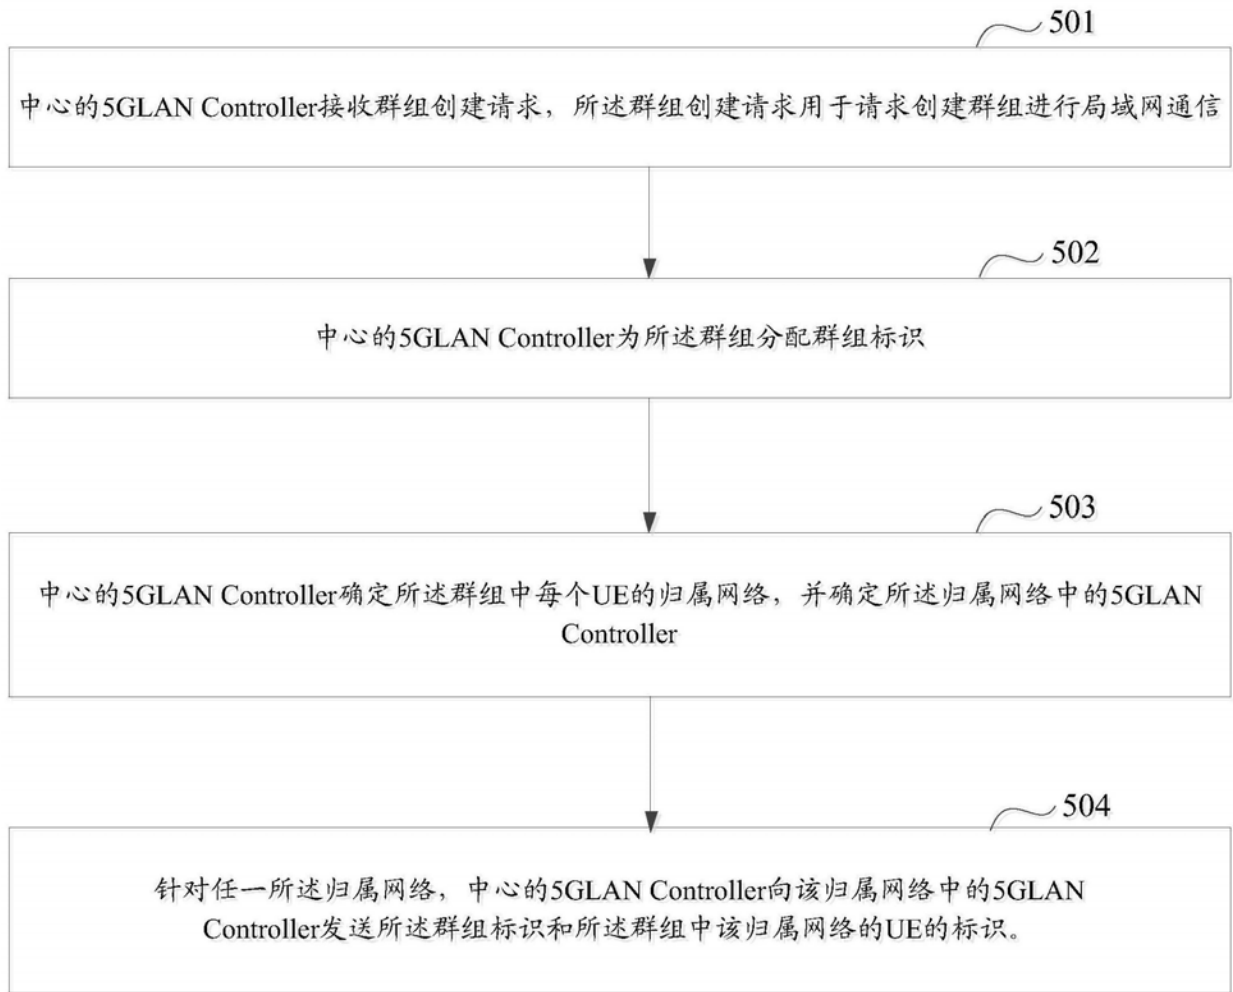 501
中心的5GLAN Controller接收群组创建请求，所述群组创建请求用于请求创建群组进行局域网通信
502
中心的5GLAN Controller为所述群组分配群组标识
503
中心的5GLAN Controller确定所述群组中每个UE的归属网络，并确定所述归属网络中的5GLAN
Controller
504
针对任一所述归属网络，中心的5GLAN Controller向该归属网络中的5GLAN
Controller发送所述群组标识和所述群组中该归属网络的UE的标识。